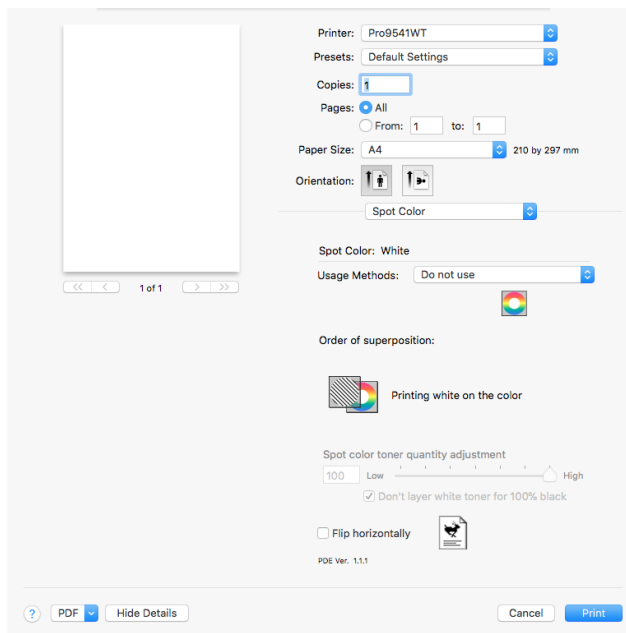 Printer: Pro9541WT
Presets: Default Settings
Copies: 1
Pages: All
From: 1 to: 1
Paper Size: A4 210 by 297 mm
Orientation:
Spot Color
Spot Color: White
Usage Methods: Do not use
<< < 1 of 1 > >>
Order of superposition:
Printing white on the color
Spot color toner quantity adjustment
100 Low High
Don't layer white toner for 100% black
Flip horizontally
PDE Ver. 1.1.1
? PDF Hide Details Cancel Print